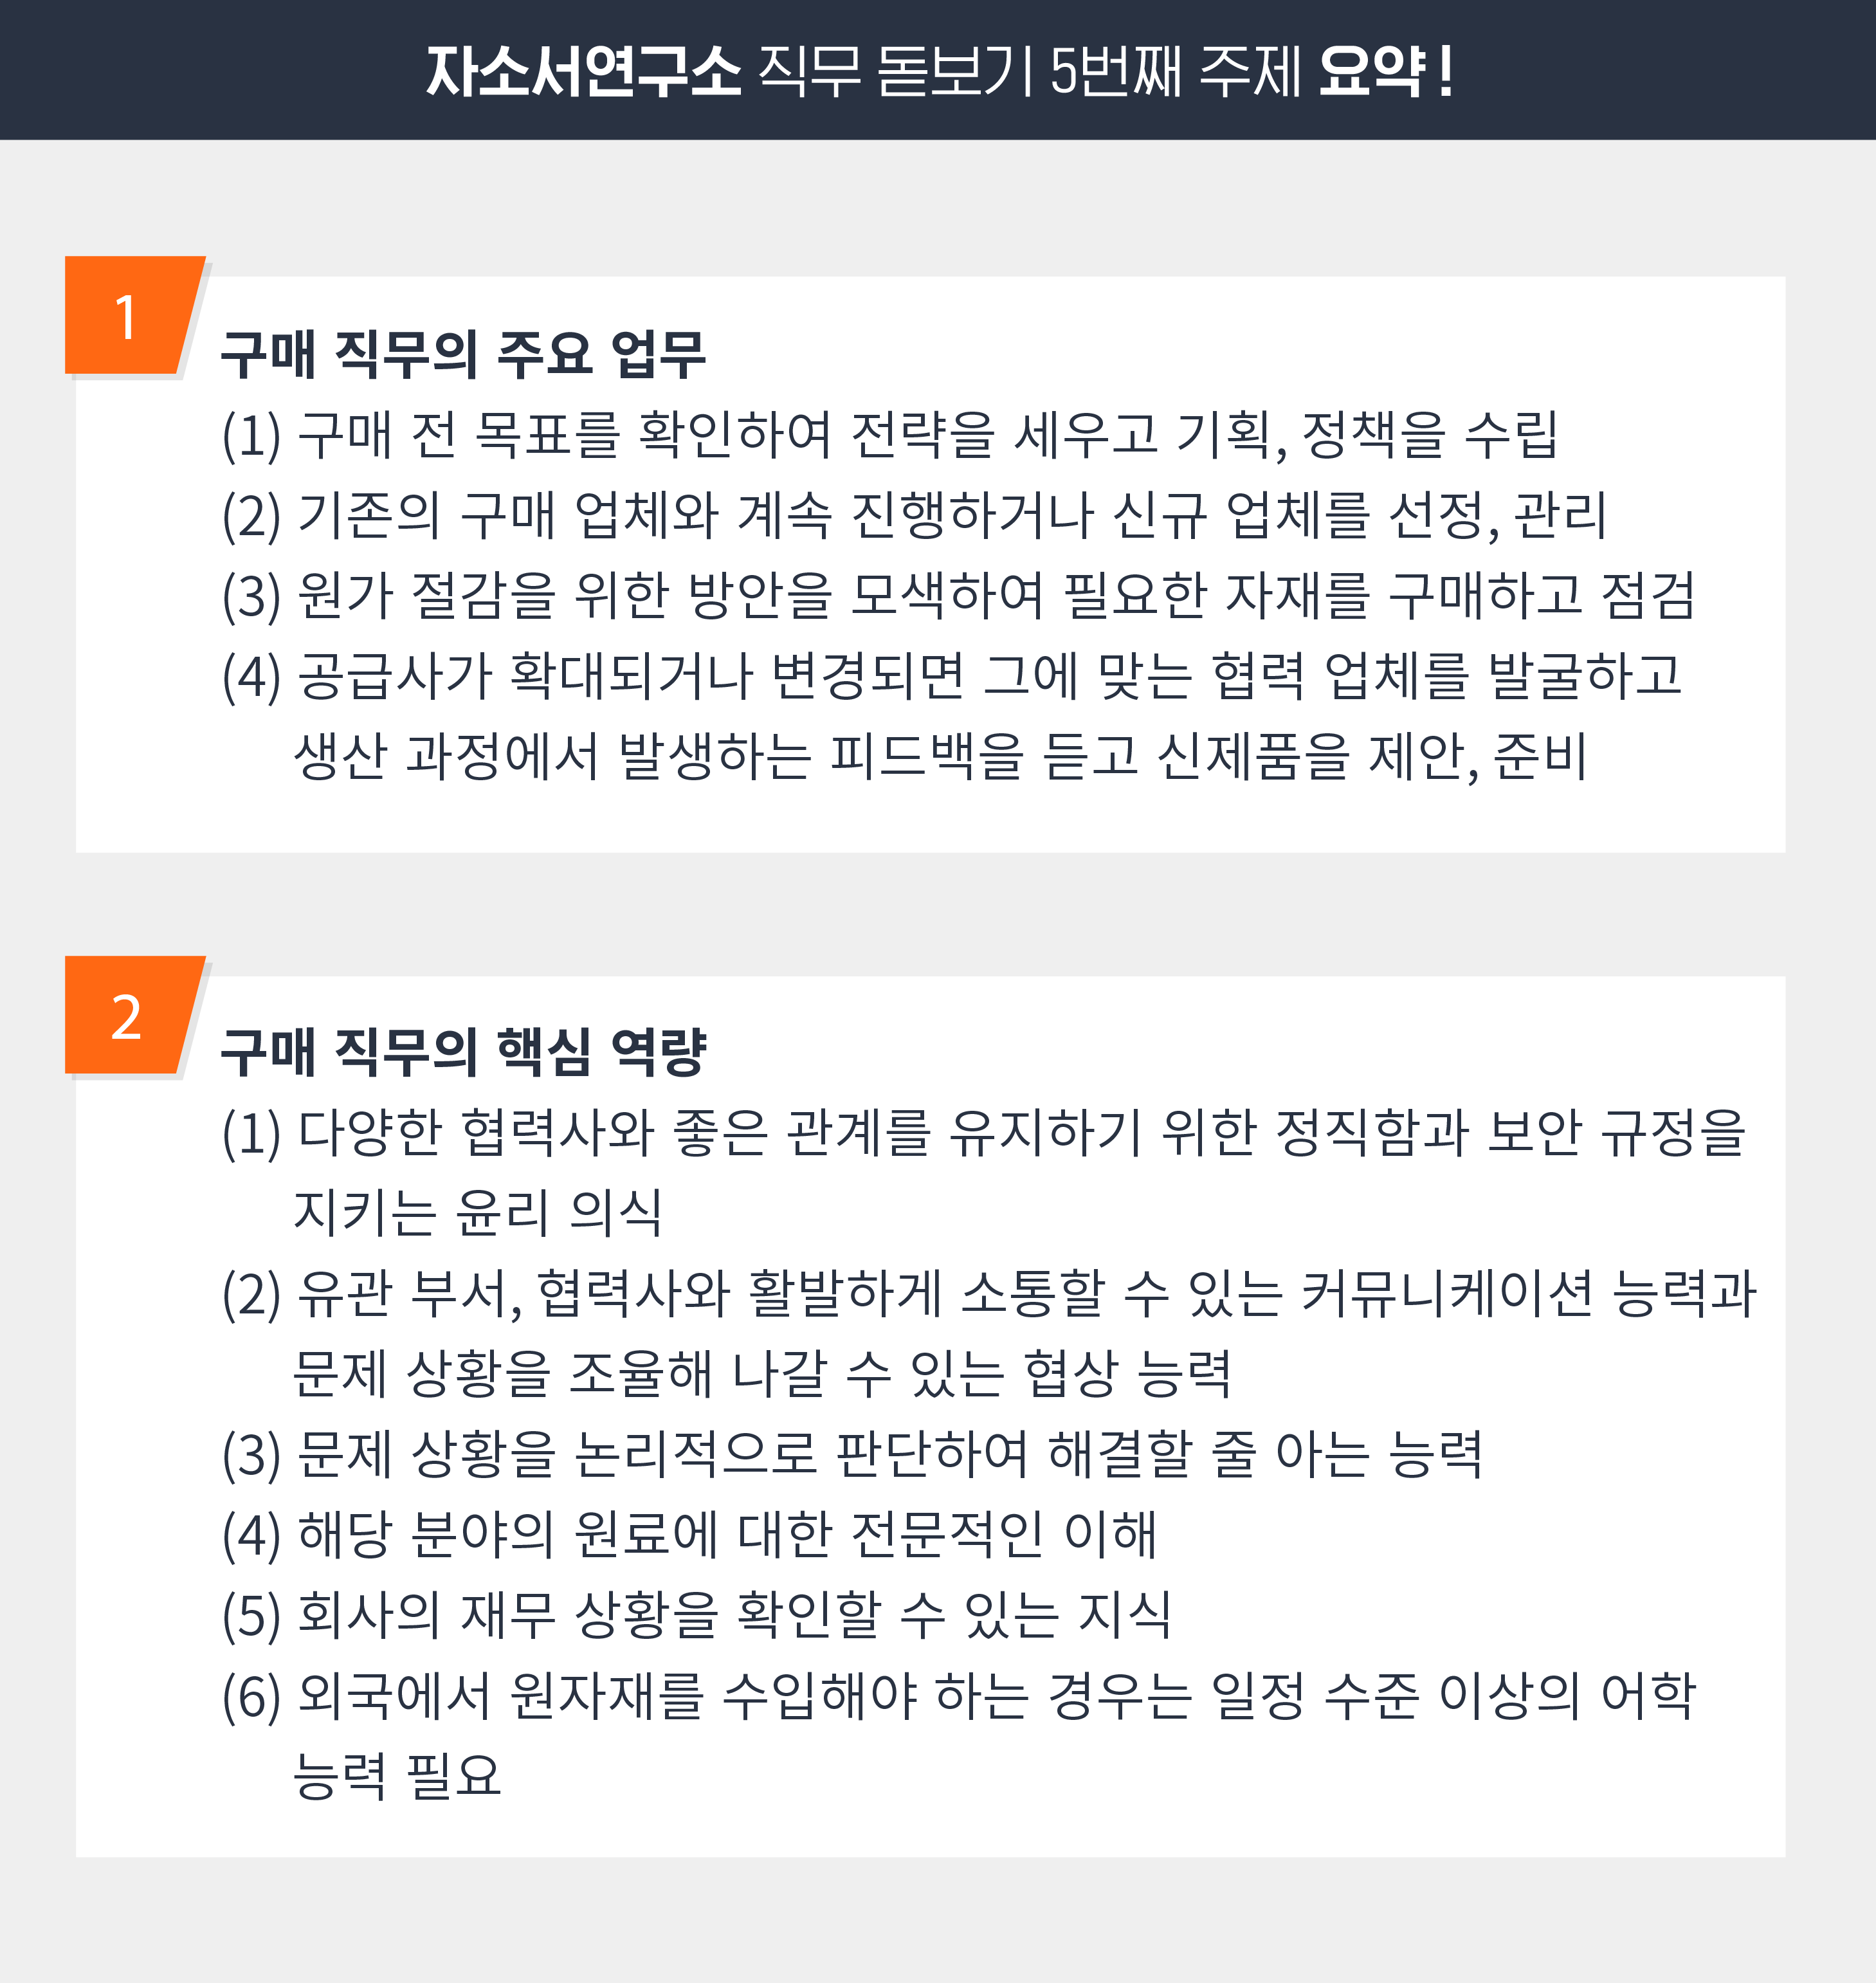 자소서연구소 직무 돋보기 5번째 주제 요약!
1
구매 직무의 주요 업무
(1) 구매 전 목표를 확인하여 전략을 세우고 기획, 정책을 수립
(2) 기존의 구매 업체와 계속 진행하거나 신규 업체를 선정, 관리
(3) 원가 절감을 위한 방안을 모색하여 필요한 자재를 구매하고 점검
(4) 공급사가 확대되거나 변경되면 그에 맞는 협력 업체를 발굴하고
생산 과정에서 발생하는 피드백을 듣고 신제품을 제안, 준비
2
구매 직무의 핵심 역량
(1) 다양한 협력사와 좋은 관계를 유지하기 위한 정직함과 보안 규정을
지키는 윤리 의식
(2) 유관 부서, 협력사와 활발하게 소통할 수 있는 커뮤니케이션 능력과
문제 상황을 조율해 나갈 수 있는 협상 능력
(3) 문제 상황을 논리적으로 판단하여 해결할 줄 아는 능력
(4) 해당 분야의 원료에 대한 전문적인 이해
(5) 회사의 재무 상황을 확인할 수 있는 지식
(6) 외국에서 원자재를 수입해야 하는 경우는 일정 수준 이상의 어학
능력 필요